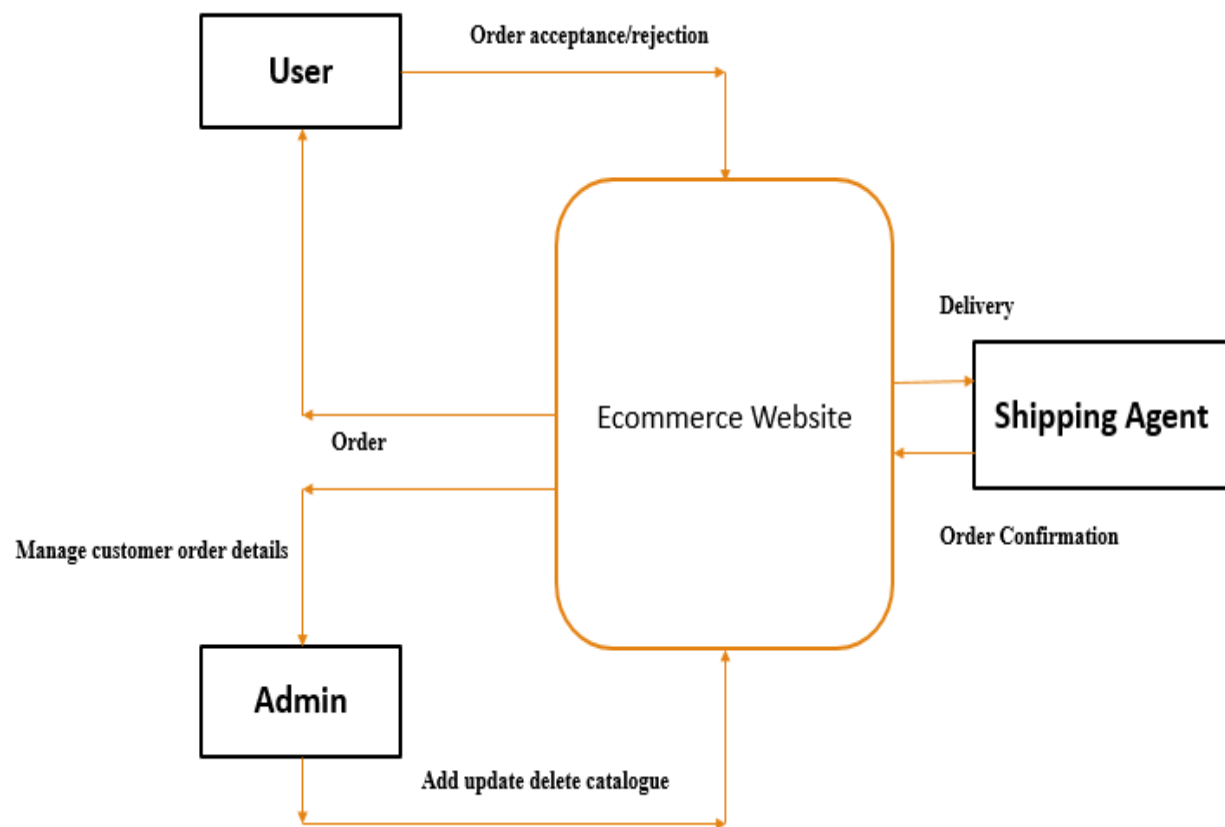 Order acceptance/rejection
User
Delivery
Ecommerce Website
Shipping Agent
Order
Order Confirmation
Manage customer order details
Admin
Add update delete catalogue